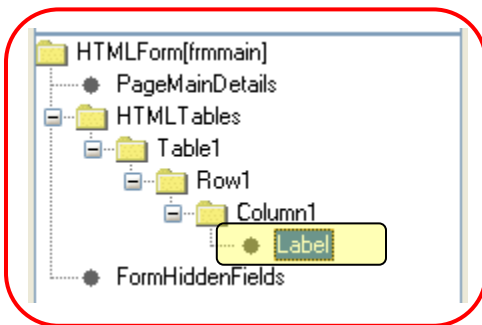 HTMLForm[frmmain]
PageMainDetails
HTMLTables
Table1
Row1
Column1
Label
FormHiddenFields